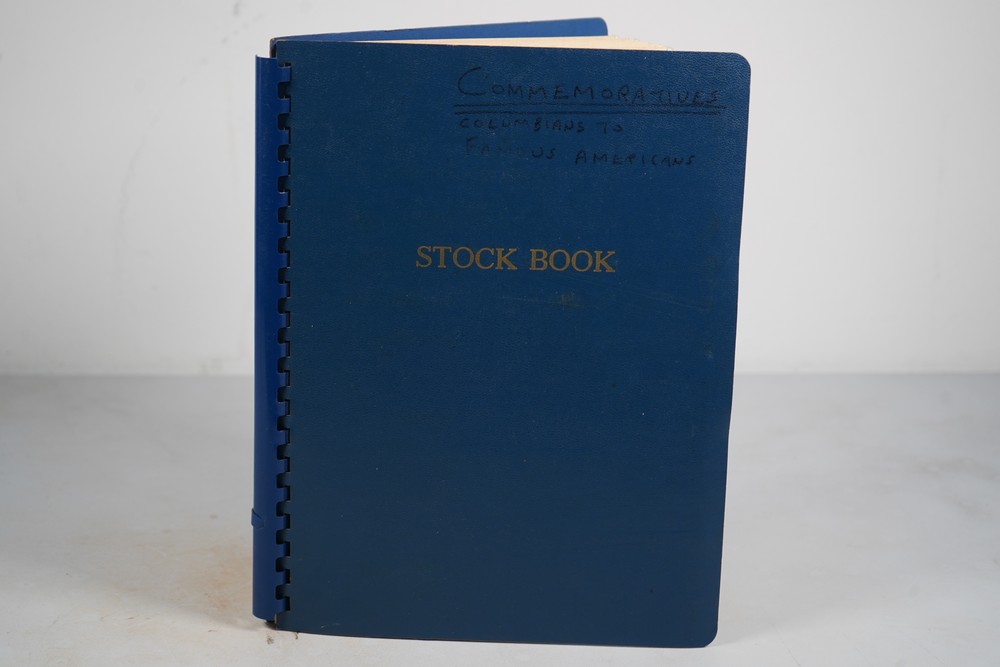 COMMEMORATIVES
COLUMBIANS TO
FAMOUS AMERICANS
STOCK BOOK